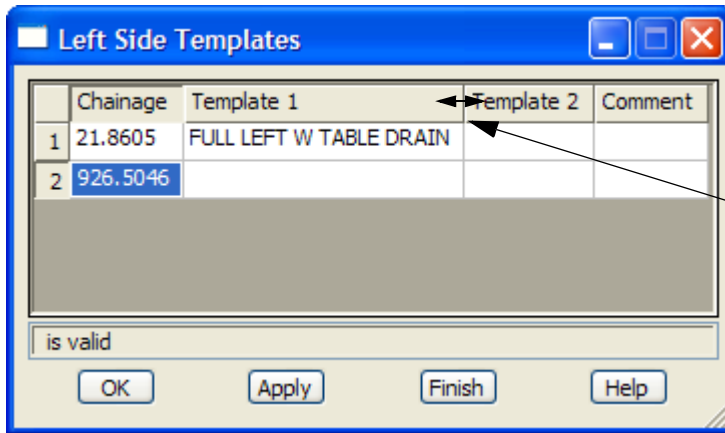 Left Side Templates
Chainage Template 1 Template 2 Comment
1 21.8605 FULL LEFT W TABLE DRAIN
2 926.5046
is valid
OK Apply Finish Help